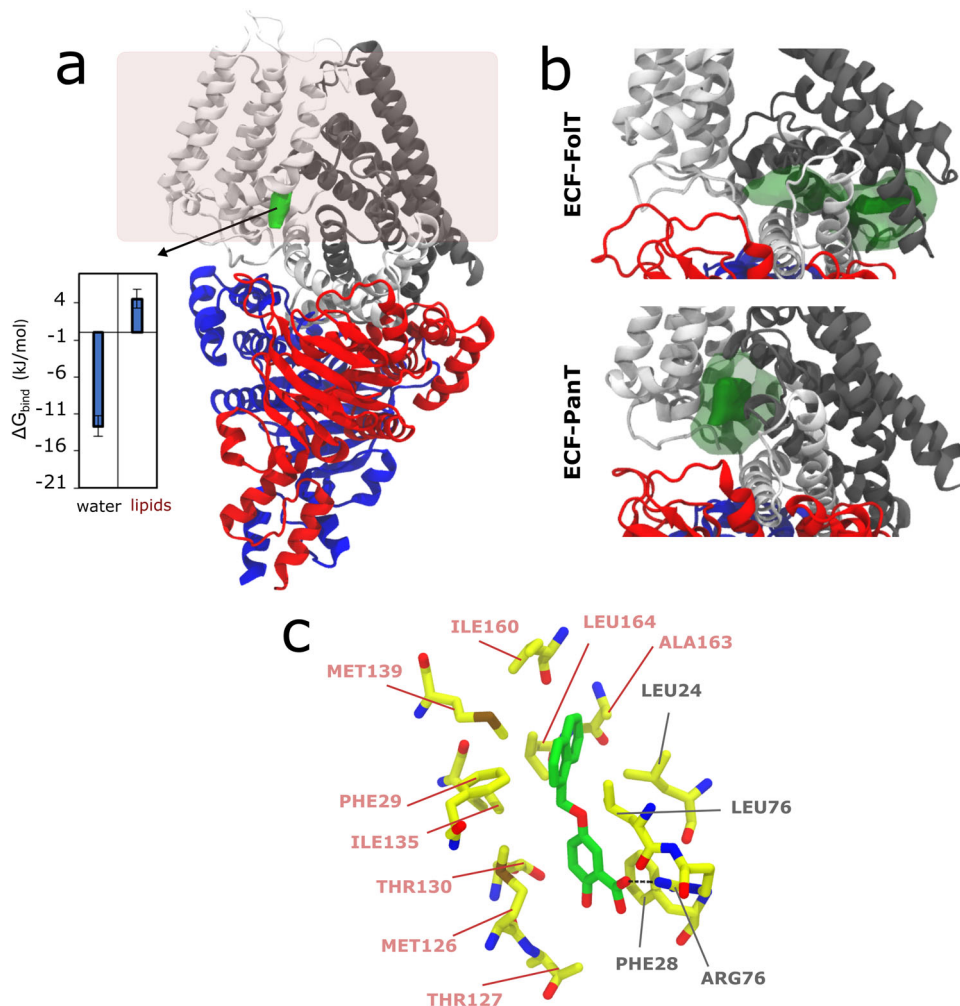 a
4
-1
-6
-11
-16
-21
ΔGbind (kJ/mol)
water lipids
b
ECF-FolT
ECF-PanT
c
ILE160
LEU164
ALA163
MET139
LEU24
PHE29
LEU76
ILE135
THR130
MET126
PHE28
ARG76
THR127